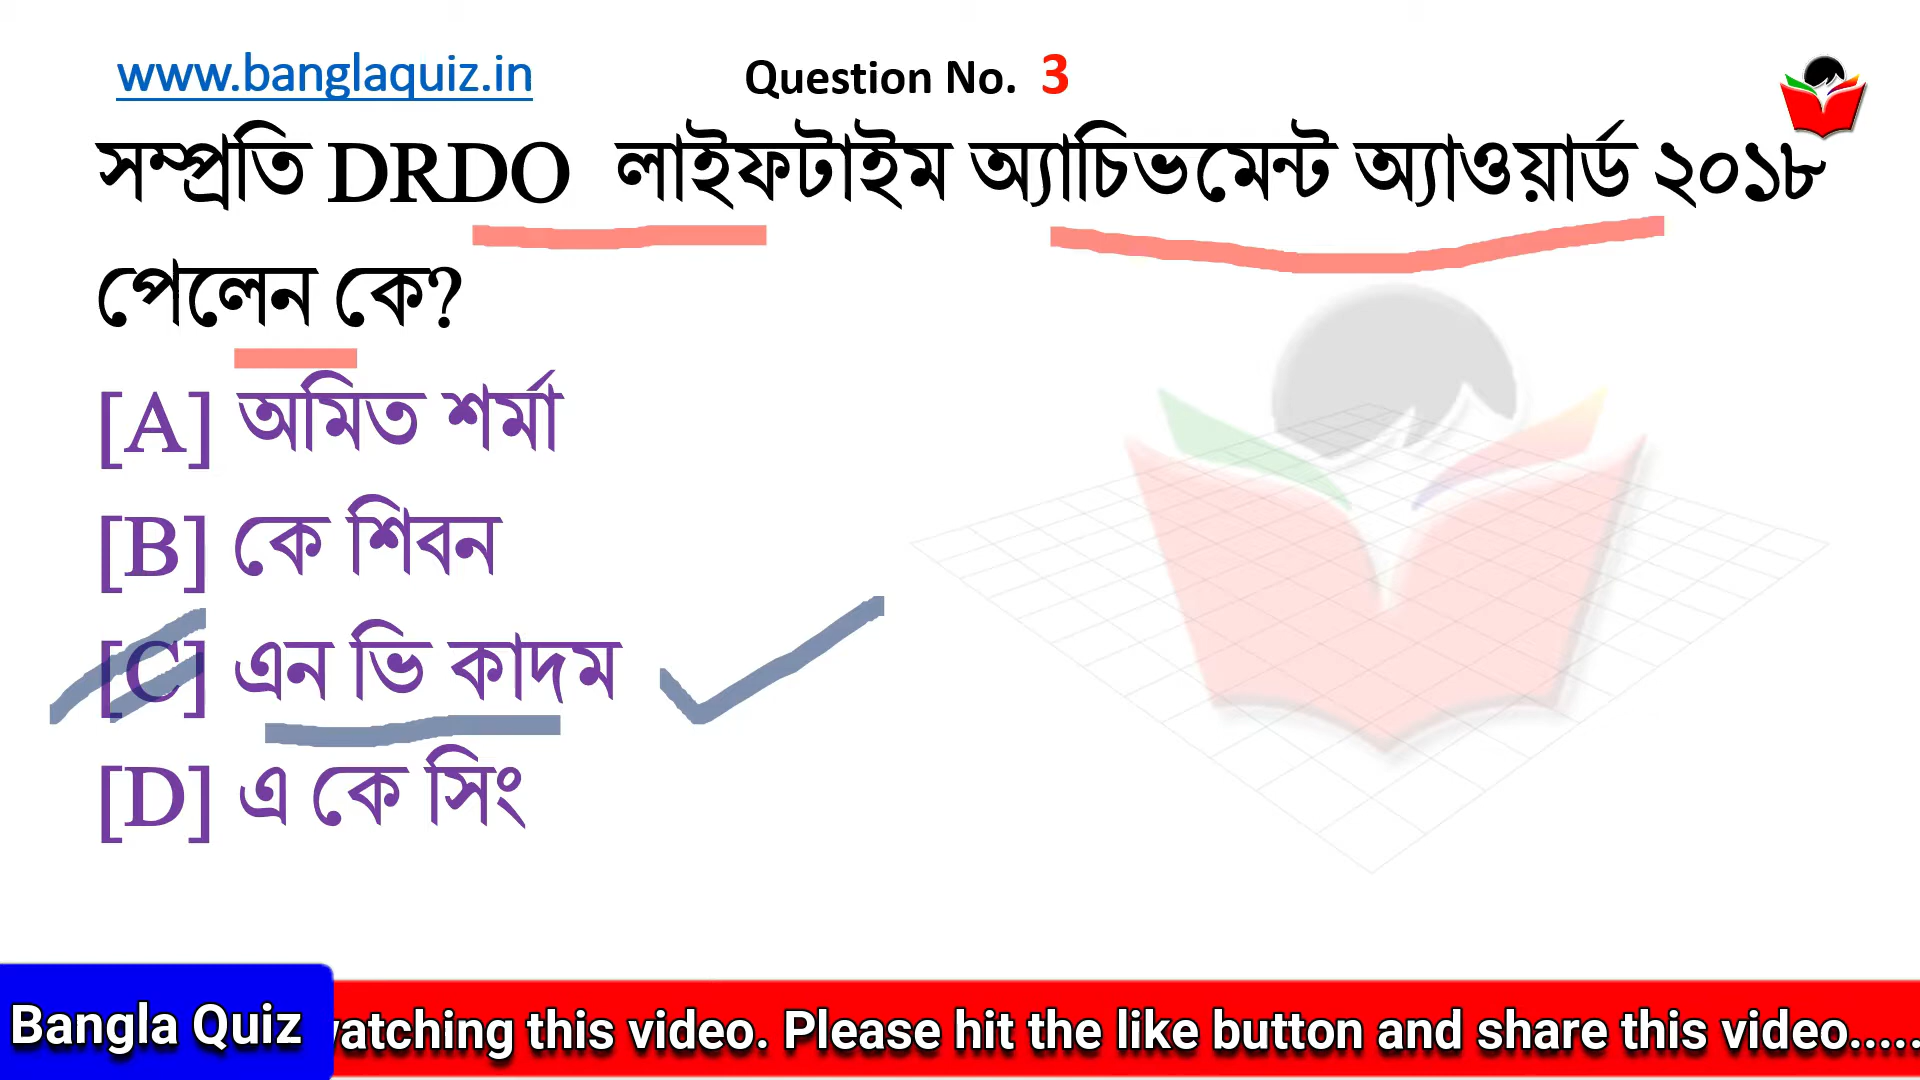 www.banglaquiz.in
Question No. 3
সম্প্রতি DRDO লাইফটাইম অ্যাচিভমেন্ট অ্যাওয়ার্ড ২০১৮
পেলেন কে?
[A] অমিত শর্মা
[B] কে শিবন
[C] এন ভি কাদম
[D] এ কে সিং
Bangla Quiz
watching this video. Please hit the like button and share this video.....